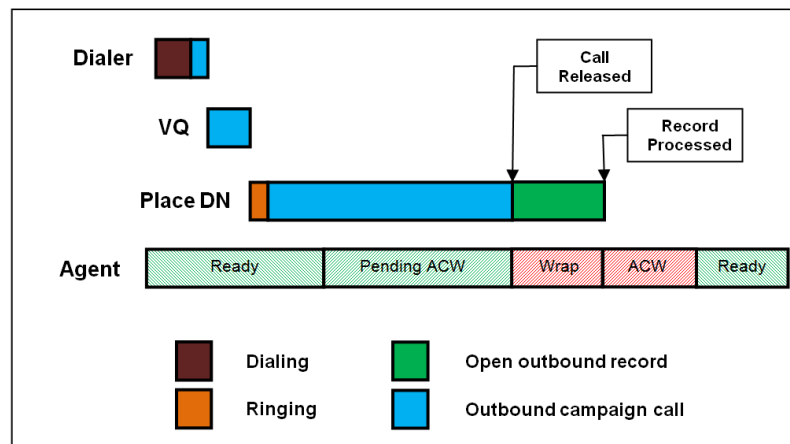 Dialer
Call
Released
VQ
Record
Processed
Place DN
Agent
Ready
Pending ACW
Wrap
ACW
Ready
Dialing
Open outbound record
Ringing
Outbound campaign call